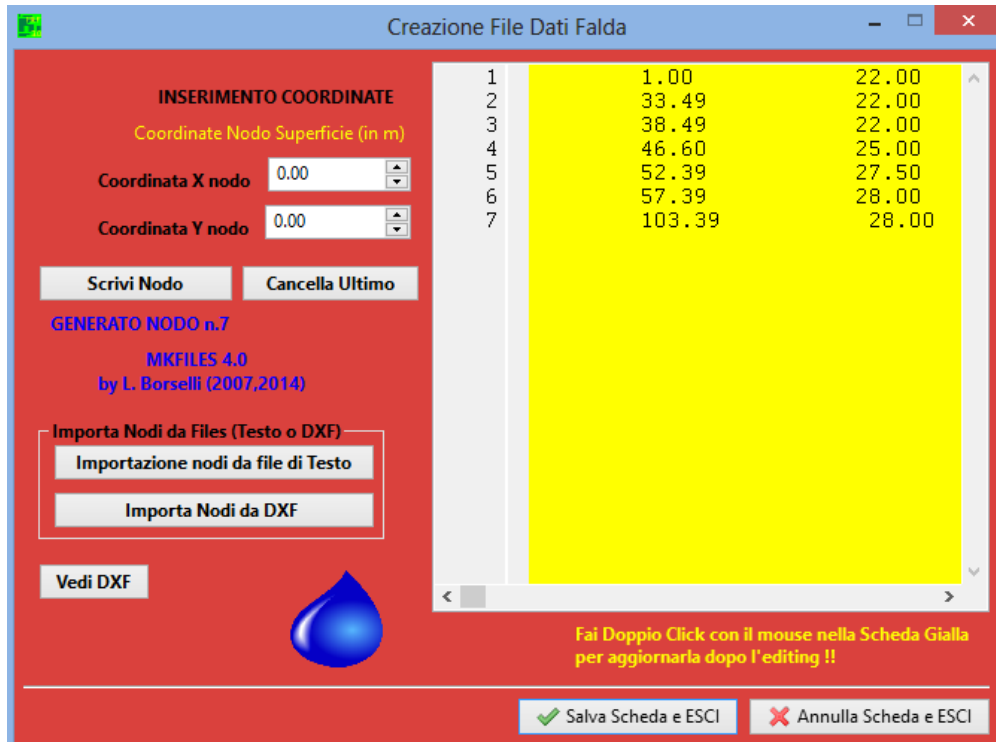 Creazione File Dati Falda
INSERIMENTO COORDINATE
Coordinate Nodo Superficie (in m)
Coordinata X nodo 0.00
Coordinata Y nodo 0.00
Scrivi Nodo Cancella Ultimo
GENERATO NODO n.7
MKFILES 4.0
by L. Borselli (2007,2014)
Importa Nodi da Files (Testo o DXF)
Importazione nodi da file di Testo
Importa Nodi da DXF
Vedi DXF
1 1.00 22.00
2 33.49 22.00
3 38.49 22.00
4 46.60 25.00
5 52.39 27.50
6 57.39 28.00
7 103.39 28.00
Fai Doppio Click con il mouse nella Scheda Gialla
per aggiornarla dopo l'editing !!
Salva Scheda e ESCI Annulla Scheda e ESCI